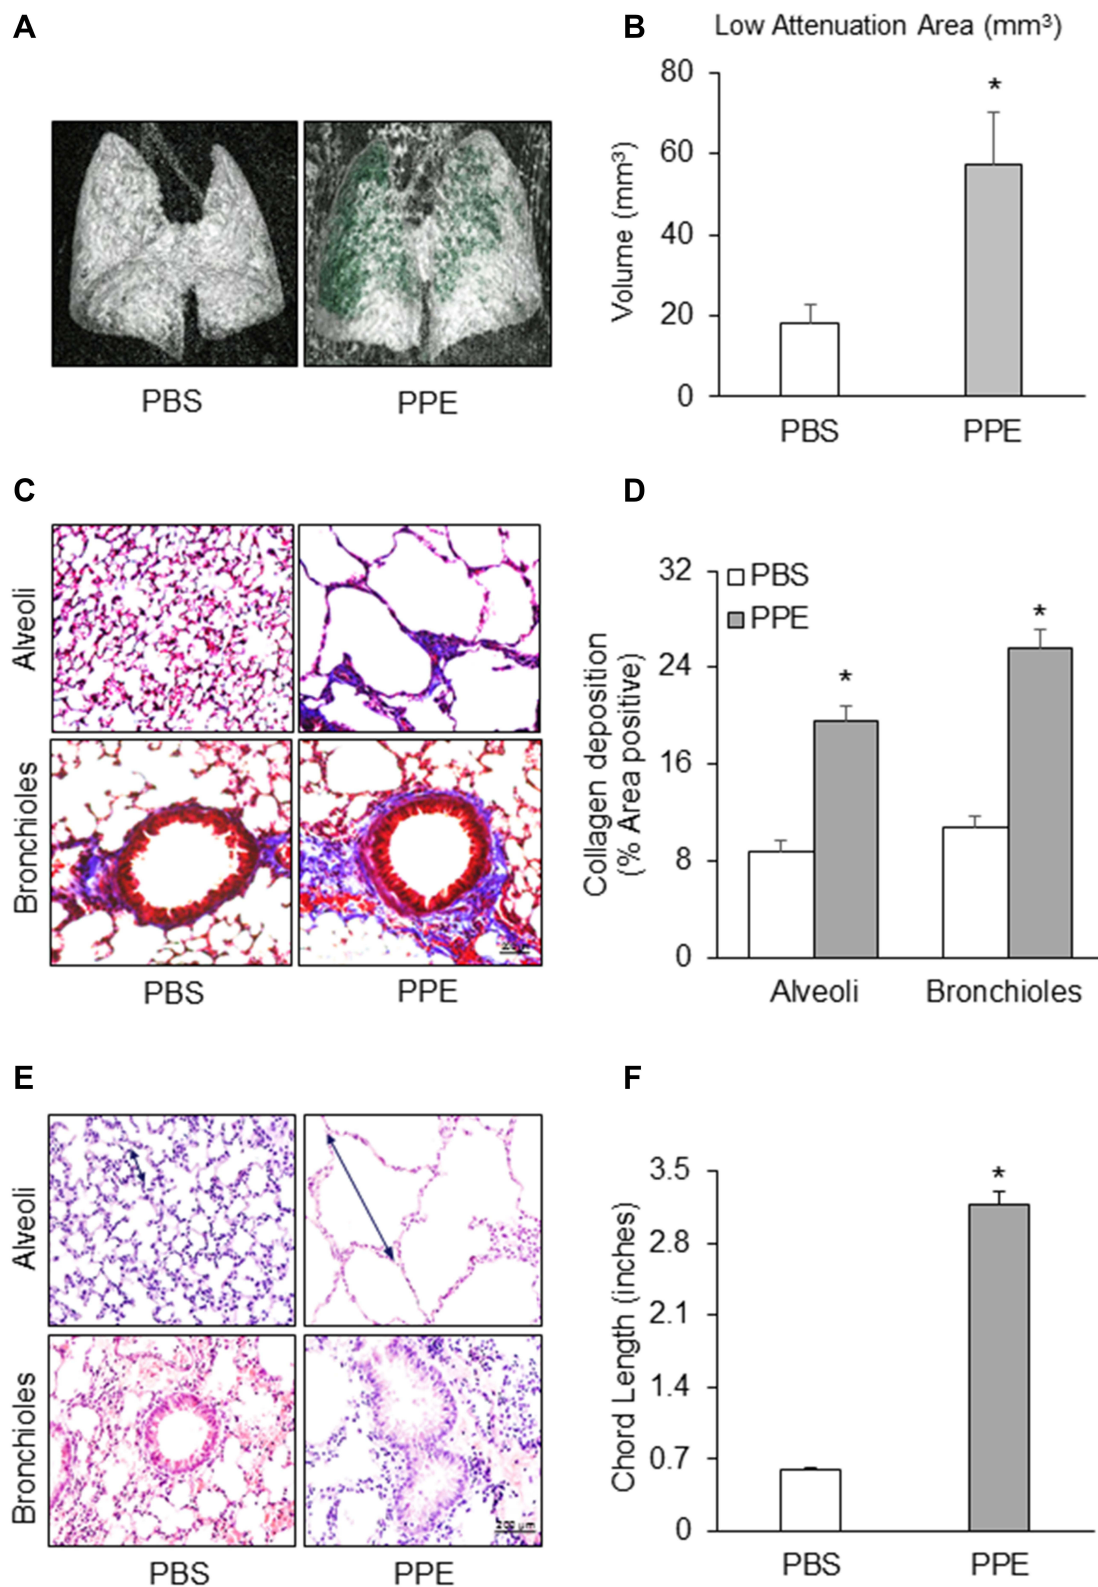 A
PBS
PPE
B
Low Attenuation Area (mm³)
Volume (mm³)
80
60
40
20
0
*
PBS
PPE
C
Alveoli
Bronchioles
PBS
PPE
D
Collagen deposition
(% Area positive)
32
24
16
8
0
PBS
PPE
*
*
Alveoli
Bronchioles
E
Alveoli
Bronchioles
200 µm
PBS
PPE
F
Chord Length (inches)
3.5
2.8
2.1
1.4
0.7
0
*
PBS
PPE